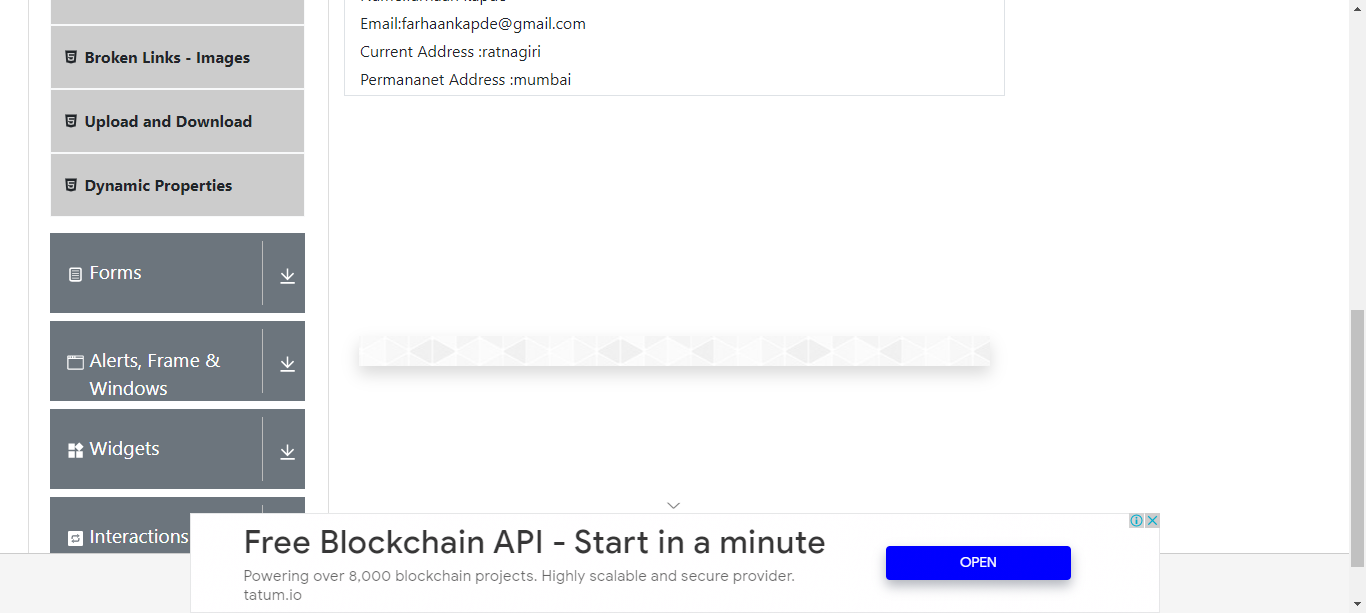 Email:farhaankapde@gmail.com
Current Address :ratnagiri
Permananet Address :mumbai
Broken Links - Images
Upload and Download
Dynamic Properties
Forms
Alerts, Frame &
Windows
Widgets
Interactions
Free Blockchain API - Start in a minute
Powering over 8,000 blockchain projects. Highly scalable and secure provider.
tatum.io
OPEN